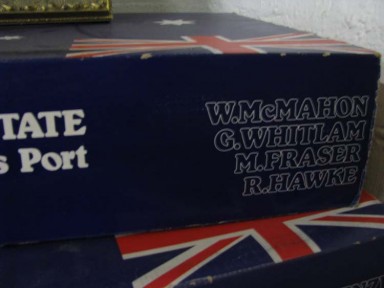 TATE
s Port
W.McMAHON
G.WHITLAM
M.FRASER
R.HAWKE